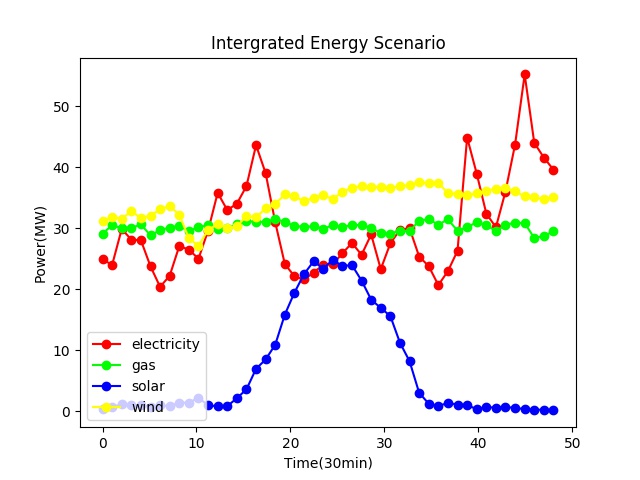 Intergrated Energy Scenario
Power(MW)
50
40
30
20
10
0
electricity
gas
solar
wind
0 10 20 30 40 50
Time(30min)